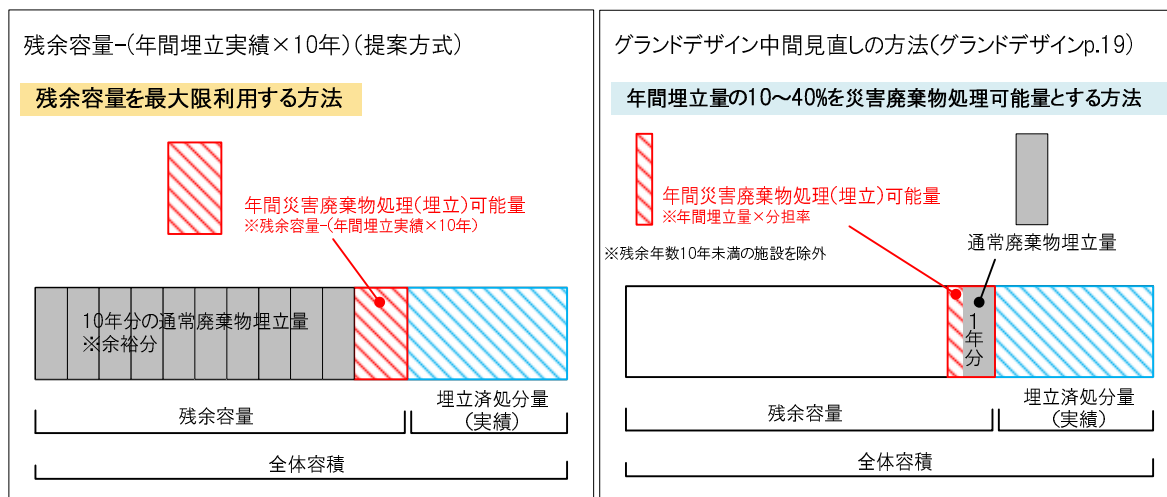 残余容量-(年間埋立実績×10年)(提案方式)
残余容量を最大限利用する方法
年間災害廃棄物処理(埋立)可能量
※残余容量-(年間埋立実績×10年)
10年分の通常廃棄物埋立量
※余裕分
残余容量
埋立済処分量
(実績)
全体容積
グランドデザイン中間見直しの方法(グランドデザインp.19)
年間埋立量の10～40%を災害廃棄物処理可能量とする方法
年間災害廃棄物処理(埋立)可能量
※年間埋立量×分担率
※残余年数10年未満の施設を除外
通常廃棄物埋立量
1年分
残余容量
埋立済処分量
(実績)
全体容積